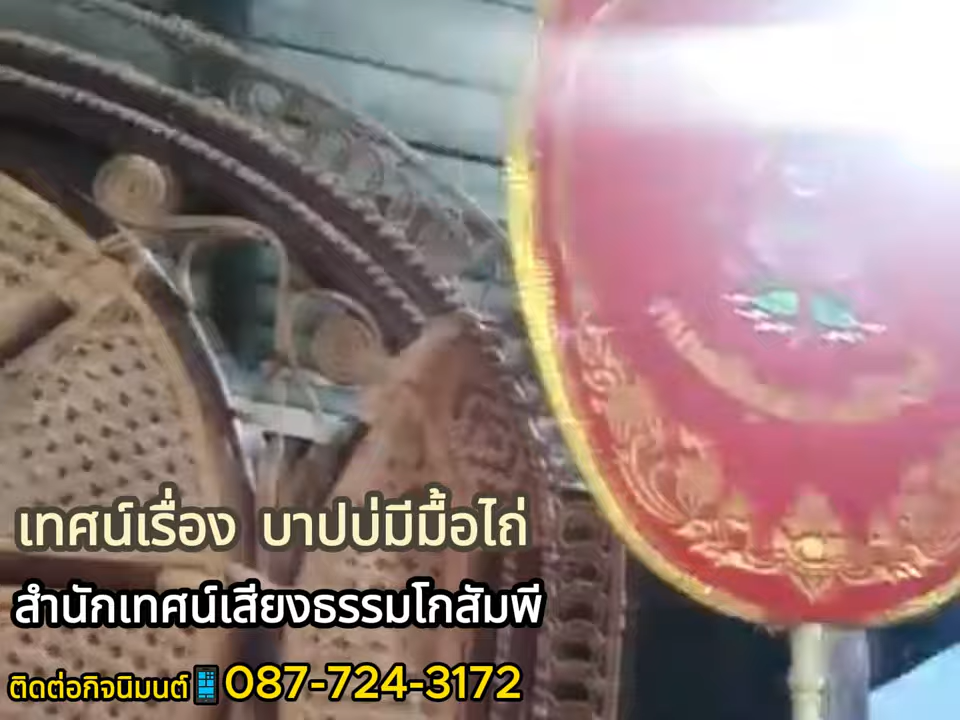 เทศน์เรื่อง บาปบ่มีมื้อไถ่
สำนักเทศน์เสียงธรรมโกสัมพี
ติดต่อกิจนิมนต์📱087-724-3172